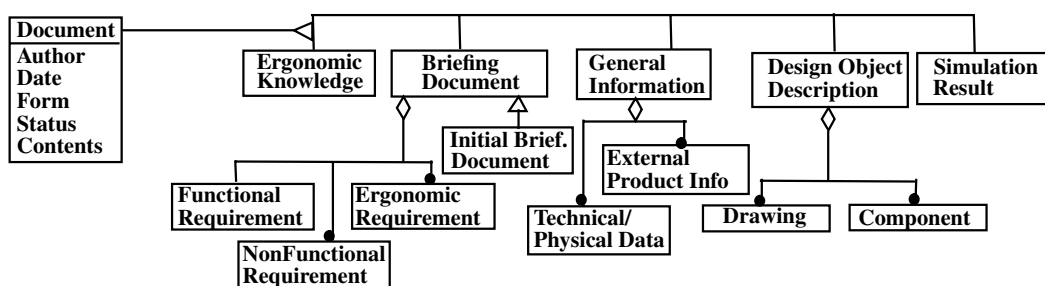 Document
Author
Date
Form
Status
Contents
Ergonomic
Knowledge
Briefing
Document
General
Information
Design Object
Description
Simulation
Result
Initial Brief.
Document
External
Product Info
Functional
Requirement
Ergonomic
Requirement
Technical/
Physical Data
Drawing
Component
NonFunctional
Requirement